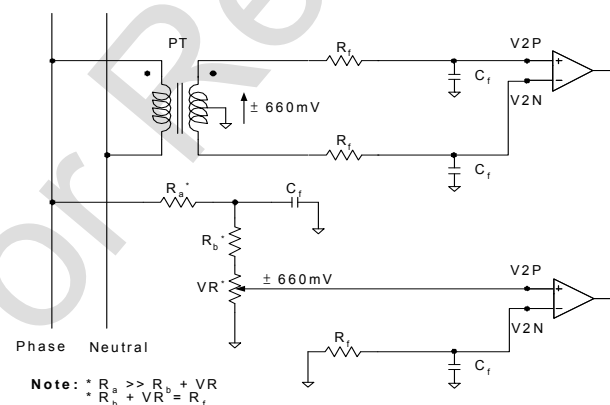 PT
± 660mV
R_f
C_f
V2P
+
−
V2N
R_f
C_f
R_a*
C_f
R_b*
VR*
± 660mV
V2P
+
−
V2N
R_f
C_f
Phase Neutral
Note: * R_a >> R_b + VR
* R_b + VR = R_f